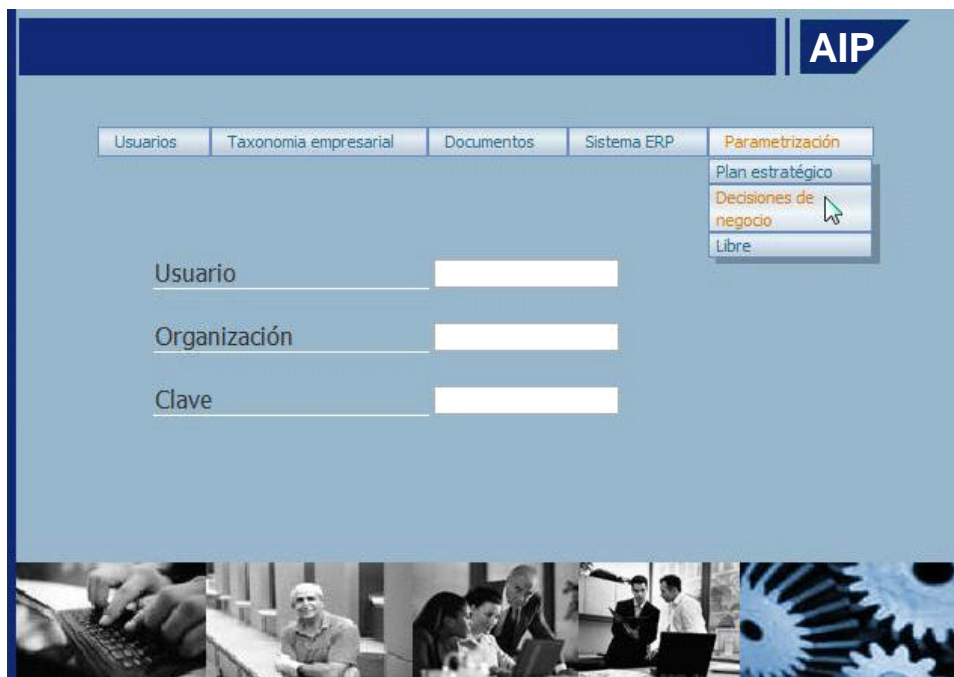 AIP
Usuarios
Taxonomia empresarial
Documentos
Sistema ERP
Parametrización
Plan estratégico
Decisiones de
negocio
Libre
Usuario
Organización
Clave